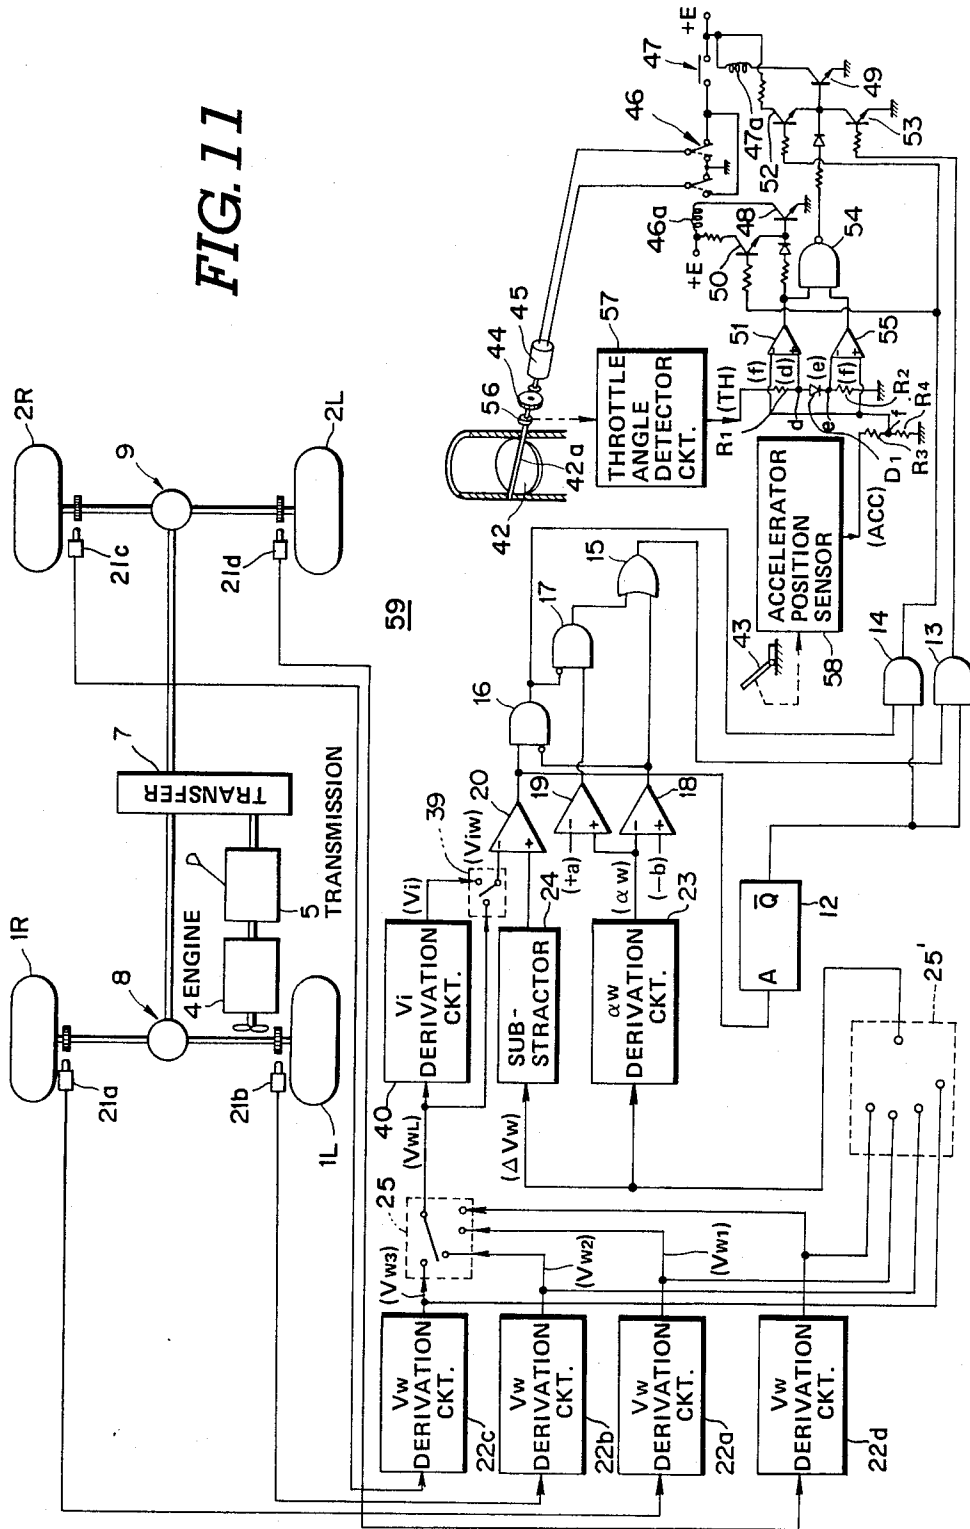 FIG. 11
1R
1L
2R
2L
8
9
7
TRANSFER
4 ENGINE
5
TRANSMISSION
21a
21b
21c
21d
59
40
Vi
DERIVATION
CKT.
(Vi)
39
(Viw)
20
SUB-
STRACTOR
24
(ΔVw)
αw
DERIVATION
CKT.
23
(αw)
(+a)
(-b)
19
18
16
17
15
25
(VWL)
(VW3)
(VW2)
(VW1)
Vw
DERIVATION
CKT.
22c
Vw
DERIVATION
CKT.
22b
Vw
DERIVATION
CKT.
22a
Vw
DERIVATION
CKT.
22d
25'
A
Q̄
12
14
13
43
ACCELERATOR
POSITION
SENSOR
58
(ACC)
42
42a
56
44
45
57
THROTTLE
ANGLE
DETECTOR
CKT.
(TH)
R1
(d)
d
(e)
e
(f)
(f)
f
D1
R2
R3
R4
51
55
54
46
46a
47
47a
+E
+E
48
49
50
52
53